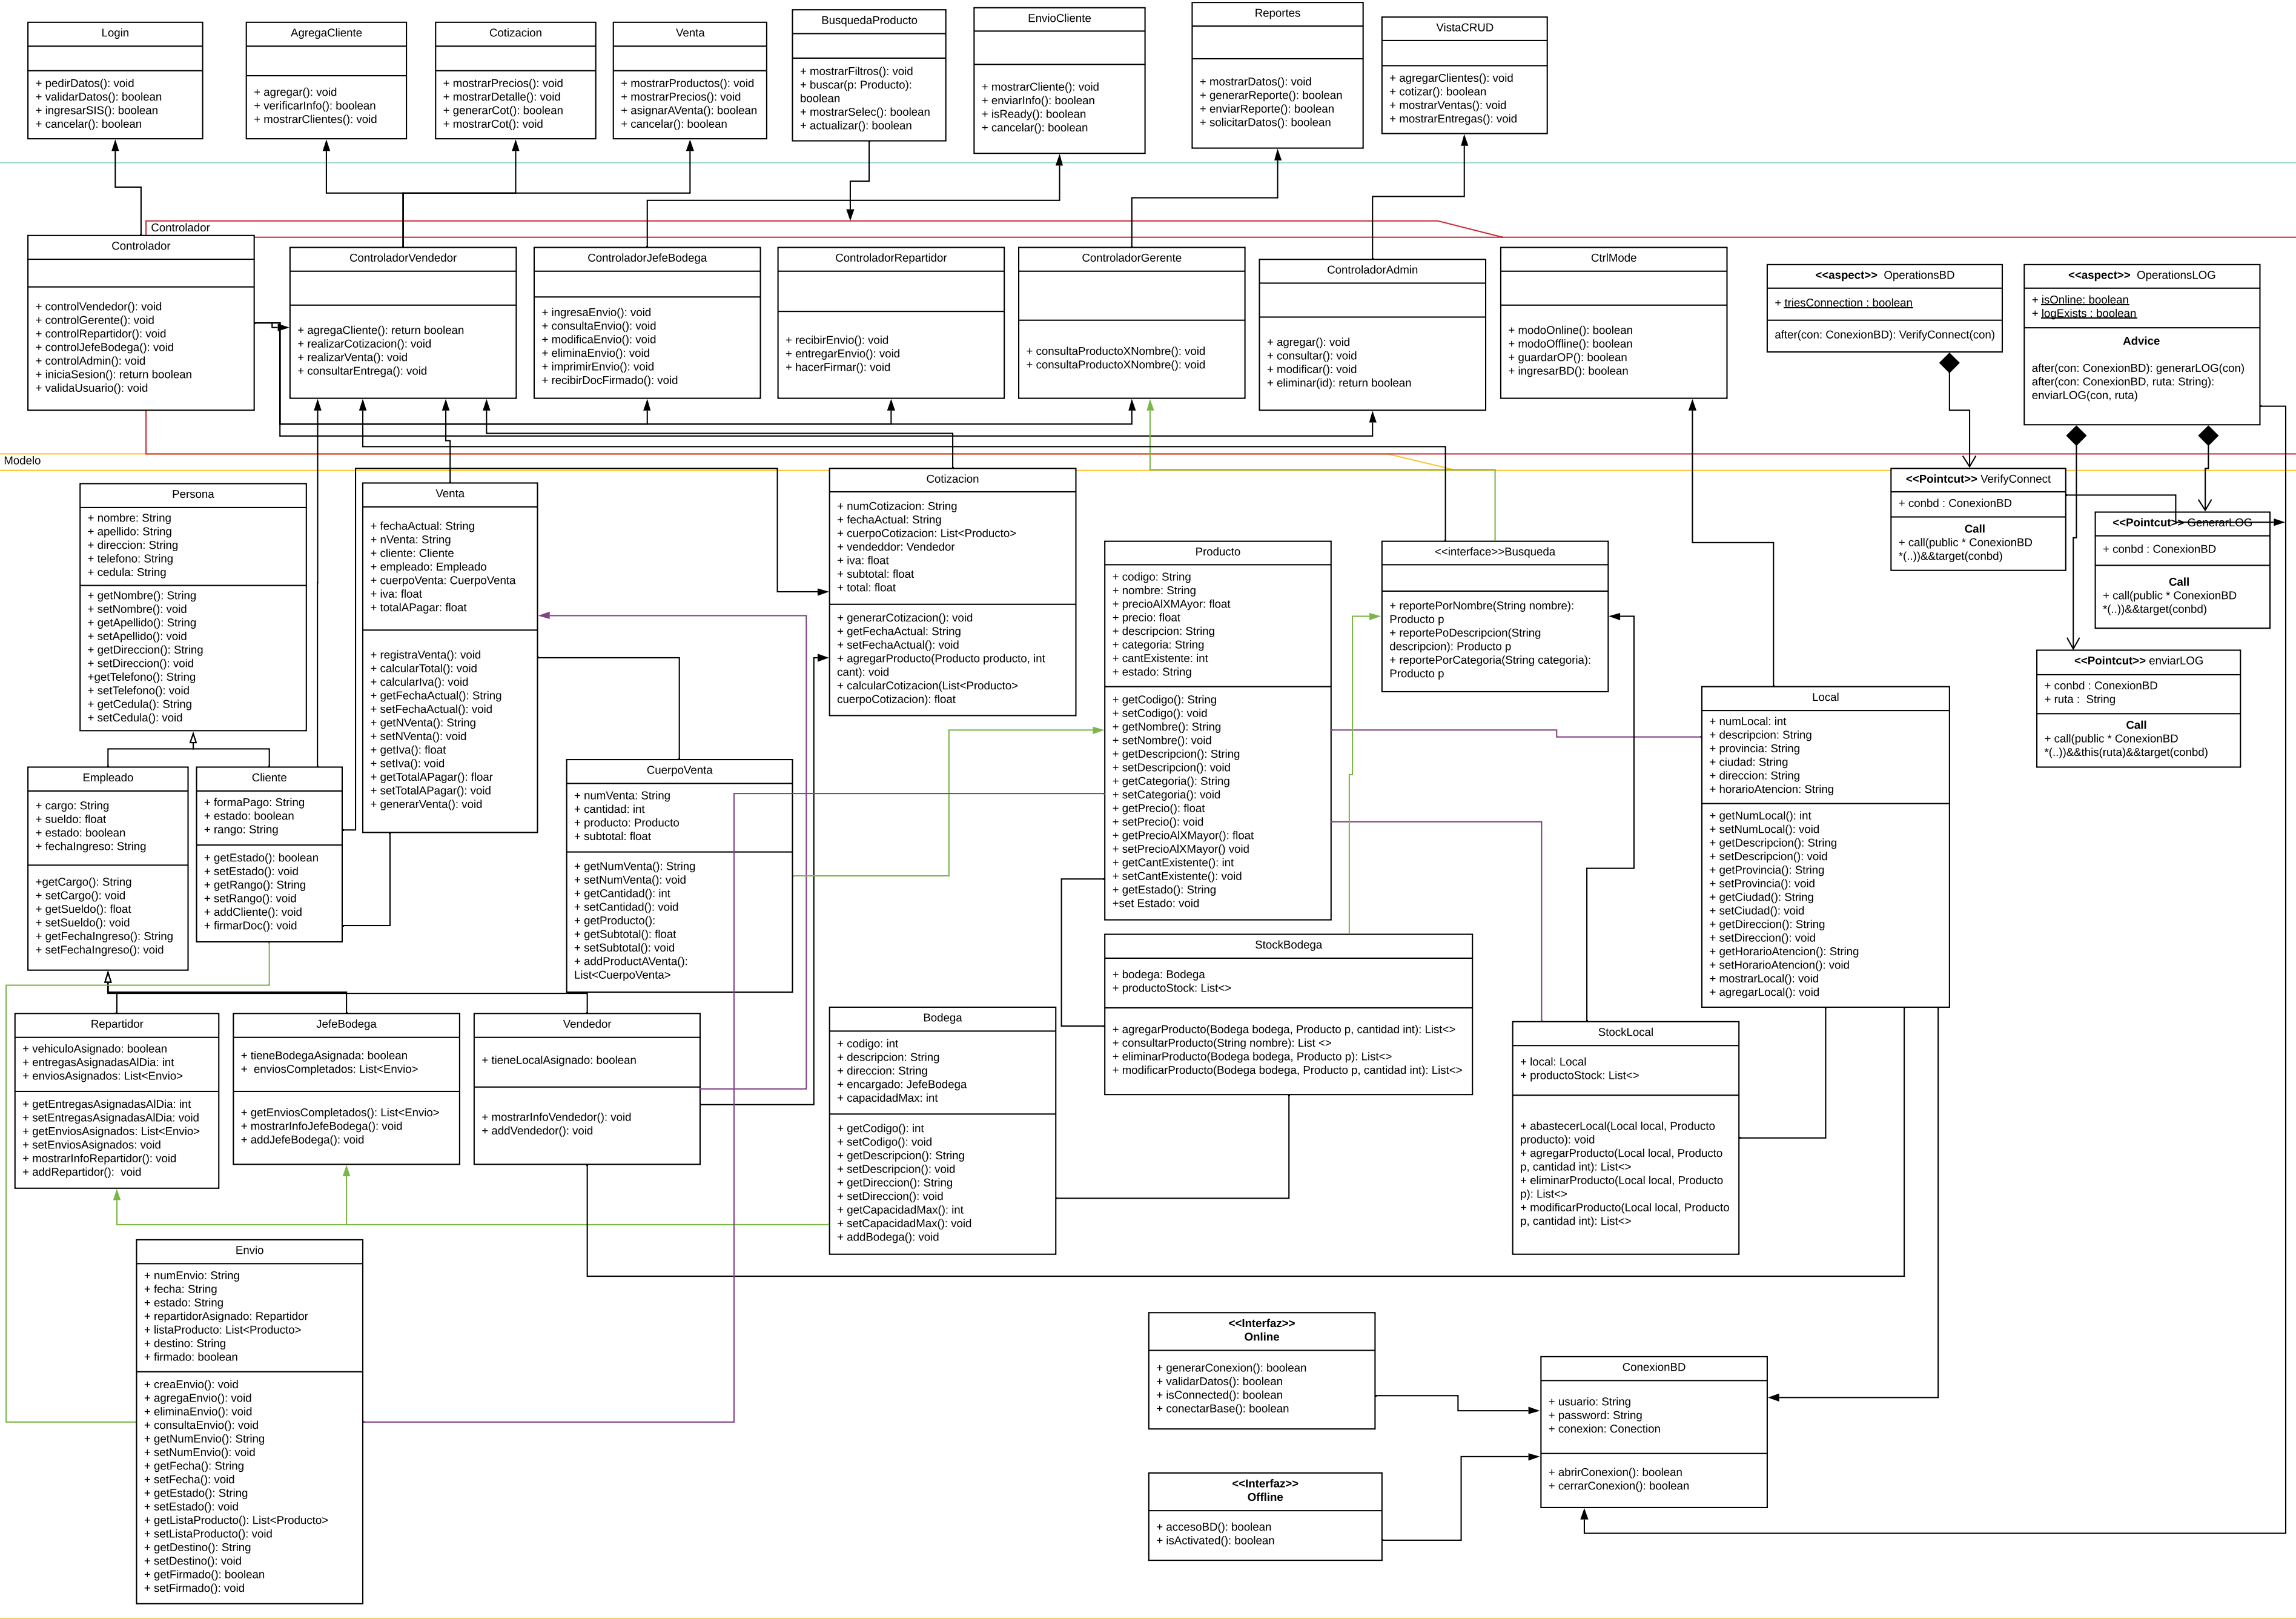 Login
+ pedirDatos(): void
+ validarDatos(): boolean
+ ingresarSIS(): boolean
+ cancelar(): boolean
AgregaCliente
+ agregar(): void
+ verificarInfo(): boolean
+ mostrarClientes(): void
Cotizacion
+ mostrarPrecios(): void
+ mostrarDetalle(): void
+ generarCot(): boolean
+ mostrarCot(): void
Venta
+ mostrarProductos(): void
+ mostrarPrecios(): void
+ asignarAVenta(): boolean
+ cancelar(): boolean
BusquedaProducto
+ mostrarFiltros(): void
+ buscar(p: Producto):
boolean
+ mostrarSelec(): boolean
+ actualizar(): boolean
EnvioCliente
+ mostrarCliente(): void
+ enviarInfo(): boolean
+ isReady(): boolean
+ cancelar(): boolean
Reportes
+ mostrarDatos(): void
+ generarReporte(): boolean
+ enviarReporte(): boolean
+ solicitarDatos(): boolean
VistaCRUD
+ agregarClientes(): void
+ cotizar(): boolean
+ mostrarVentas(): void
+ mostrarEntregas(): void
Controlador
Controlador
+ controlVendedor(): void
+ controlGerente(): void
+ controlRepartidor(): void
+ controlJefeBodega(): void
+ controlAdmin(): void
+ iniciaSesion(): return boolean
+ validaUsuario(): void
ControladorVendedor
+ agregaCliente(): return boolean
+ realizarCotizacion(): void
+ realizarVenta(): void
+ consultarEntrega(): void
ControladorJefeBodega
+ ingresaEnvio(): void
+ consultaEnvio(): void
+ modificaEnvio(): void
+ eliminaEnvio(): void
+ imprimirEnvio(): void
+ recibirDocFirmado(): void
ControladorRepartidor
+ recibirEnvio(): void
+ entregarEnvio(): void
+ hacerFirmar(): void
ControladorGerente
+ consultaProductoXNombre(): void
+ consultaProductoXNombre(): void
ControladorAdmin
+ agregar(): void
+ consultar(): void
+ modificar(): void
+ eliminar(id): return boolean
CtrlMode
+ modoOnline(): boolean
+ modoOffline(): boolean
+ guardarOP(): boolean
+ ingresarBD(): boolean
<<aspect>> OperationsBD
+ triesConnection : boolean
after(con: ConexionBD): VerifyConnect(con)
<<aspect>> OperationsLOG
+ isOnline: boolean
+ logExists : boolean
Advice
after(con: ConexionBD): generarLOG(con)
after(con: ConexionBD, ruta: String):
enviarLOG(con, ruta)
Modelo
Persona
+ nombre: String
+ apellido: String
+ direccion: String
+ telefono: String
+ cedula: String
+ getNombre(): String
+ setNombre(): void
+ getApellido(): String
+ setApellido(): void
+ getDireccion(): String
+ setDireccion(): void
+getTelefono(): String
+ setTelefono(): void
+ getCedula(): String
+ setCedula(): void
Venta
+ fechaActual: String
+ nVenta: String
+ cliente: Cliente
+ empleado: Empleado
+ cuerpoVenta: CuerpoVenta
+ iva: float
+ totalAPagar: float
+ registraVenta(): void
+ calcularTotal(): void
+ calcularIva(): void
+ getFechaActual(): String
+ setFechaActual(): void
+ getNVenta(): String
+ setNVenta(): void
+ getIva(): float
+ setIva(): void
+ getTotalAPagar(): floar
+ setTotalAPagar(): void
+ generarVenta(): void
Cotizacion
+ numCotizacion: String
+ fechaActual: String
+ cuerpoCotizacion: List<Producto>
+ vendeddor: Vendedor
+ iva: float
+ subtotal: float
+ total: float
+ generarCotizacion(): void
+ getFechaActual: String
+ setFechaActual(): void
+ agregarProducto(Producto producto, int
cant): void
+ calcularCotizacion(List<Producto>
cuerpoCotizacion): float
Producto
+ codigo: String
+ nombre: String
+ precioAlXMAyor: float
+ precio: float
+ descripcion: String
+ categoria: String
+ cantExistente: int
+ estado: String
+ getCodigo(): String
+ setCodigo(): void
+ getNombre(): String
+ setNombre(): void
+ getDescripcion(): String
+ setDescripcion(): void
+ getCategoria(): String
+ setCategoria(): void
+ getPrecio(): float
+ setPrecio(): void
+ getPrecioAlXMayor(): float
+ setPrecioAlXMayor() void
+ getCantExistente(): int
+ setCantExistente(): void
+ getEstado(): String
+set Estado: void
<<interface>>Busqueda
+ reportePorNombre(String nombre):
Producto p
+ reportePoDescripcion(String
descripcion): Producto p
+ reportePorCategoria(String categoria):
Producto p
<<Pointcut>> VerifyConnect
+ conbd : ConexionBD
Call
+ call(public * ConexionBD
*(..))&&target(conbd)
<<Pointcut>> GenerarLOG
+ conbd : ConexionBD
Call
+ call(public * ConexionBD
*(..))&&target(conbd)
<<Pointcut>> enviarLOG
+ conbd : ConexionBD
+ ruta :  String
Call
+ call(public * ConexionBD
*(..))&&this(ruta)&&target(conbd)
Local
+ numLocal: int
+ descripcion: String
+ provincia: String
+ ciudad: String
+ direccion: String
+ horarioAtencion: String
+ getNumLocal(): int
+ setNumLocal(): void
+ getDescripcion(): String
+ setDescripcion(): void
+ getProvincia(): String
+ setProvincia(): void
+ getCiudad(): String
+ setCiudad(): void
+ getDireccion(): String
+ setDireccion(): void
+ getHorarioAtencion(): String
+ setHorarioAtencion(): void
+ mostrarLocal(): void
+ agregarLocal(): void
Empleado
+ cargo: String
+ sueldo: float
+ estado: boolean
+ fechaIngreso: String
+getCargo(): String
+ setCargo(): void
+ getSueldo(): float
+ setSueldo(): void
+ getFechaIngreso(): String
+ setFechaIngreso(): void
Cliente
+ formaPago: String
+ estado: boolean
+ rango: String
+ getEstado(): boolean
+ setEstado(): void
+ getRango(): String
+ setRango(): void
+ addCliente(): void
+ firmarDoc(): void
CuerpoVenta
+ numVenta: String
+ cantidad: int
+ producto: Producto
+ subtotal: float
+ getNumVenta(): String
+ setNumVenta(): void
+ getCantidad(): int
+ setCantidad(): void
+ getProducto():
+ getSubtotal(): float
+ setSubtotal(): void
+ addProductAVenta():
List<CuerpoVenta>
StockBodega
+ bodega: Bodega
+ productoStock: List<>
+ agregarProducto(Bodega bodega, Producto p, cantidad int): List<>
+ consultarProducto(String nombre): List <>
+ eliminarProducto(Bodega bodega, Producto p): List<>
+ modificarProducto(Bodega bodega, Producto p, cantidad int): List<>
Repartidor
+ vehiculoAsignado: boolean
+ entregasAsignadasAlDia: int
+ enviosAsignados: List<Envio>
+ getEntregasAsignadasAlDia: int
+ setEntregasAsignadasAlDia: void
+ getEnviosAsignados: List<Envio>
+ setEnviosAsignados: void
+ mostrarInfoRepartidor(): void
+ addRepartidor():  void
JefeBodega
+ tieneBodegaAsignada: boolean
+  enviosCompletados: List<Envio>
+ getEnviosCompletados(): List<Envio>
+ mostrarInfoJefeBodega(): void
+ addJefeBodega(): void
Vendedor
+ tieneLocalAsignado: boolean
+ mostrarInfoVendedor(): void
+ addVendedor(): void
Bodega
+ codigo: int
+ descripcion: String
+ direccion: String
+ encargado: JefeBodega
+ capacidadMax: int
+ getCodigo(): int
+ setCodigo(): void
+ getDescripcion(): String
+ setDescripcion(): void
+ getDireccion(): String
+ setDireccion(): void
+ getCapacidadMax(): int
+ setCapacidadMax(): void
+ addBodega(): void
StockLocal
+ local: Local
+ productoStock: List<>
+ abastecerLocal(Local local, Producto
producto): void
+ agregarProducto(Local local, Producto
p, cantidad int): List<>
+ eliminarProducto(Local local, Producto
p): List<>
+ modificarProducto(Local local, Producto
p, cantidad int): List<>
Envio
+ numEnvio: String
+ fecha: String
+ estado: String
+ repartidorAsignado: Repartidor
+ listaProducto: List<Producto>
+ destino: String
+ firmado: boolean
+ creaEnvio(): void
+ agregaEnvio(): void
+ eliminaEnvio(): void
+ consultaEnvio(): void
+ getNumEnvio(): String
+ setNumEnvio(): void
+ getFecha(): String
+ setFecha(): void
+ getEstado(): String
+ setEstado(): void
+ getListaProducto(): List<Producto>
+ setListaProducto(): void
+ getDestino(): String
+ setDestino(): void
+ getFirmado(): boolean
+ setFirmado(): void
<<Interfaz>>
Online
+ generarConexion(): boolean
+ validarDatos(): boolean
+ isConnected(): boolean
+ conectarBase(): boolean
<<Interfaz>>
Offline
+ accesoBD(): boolean
+ isActivated(): boolean
ConexionBD
+ usuario: String
+ password: String
+ conexion: Conection
+ abrirConexion(): boolean
+ cerrarConexion(): boolean